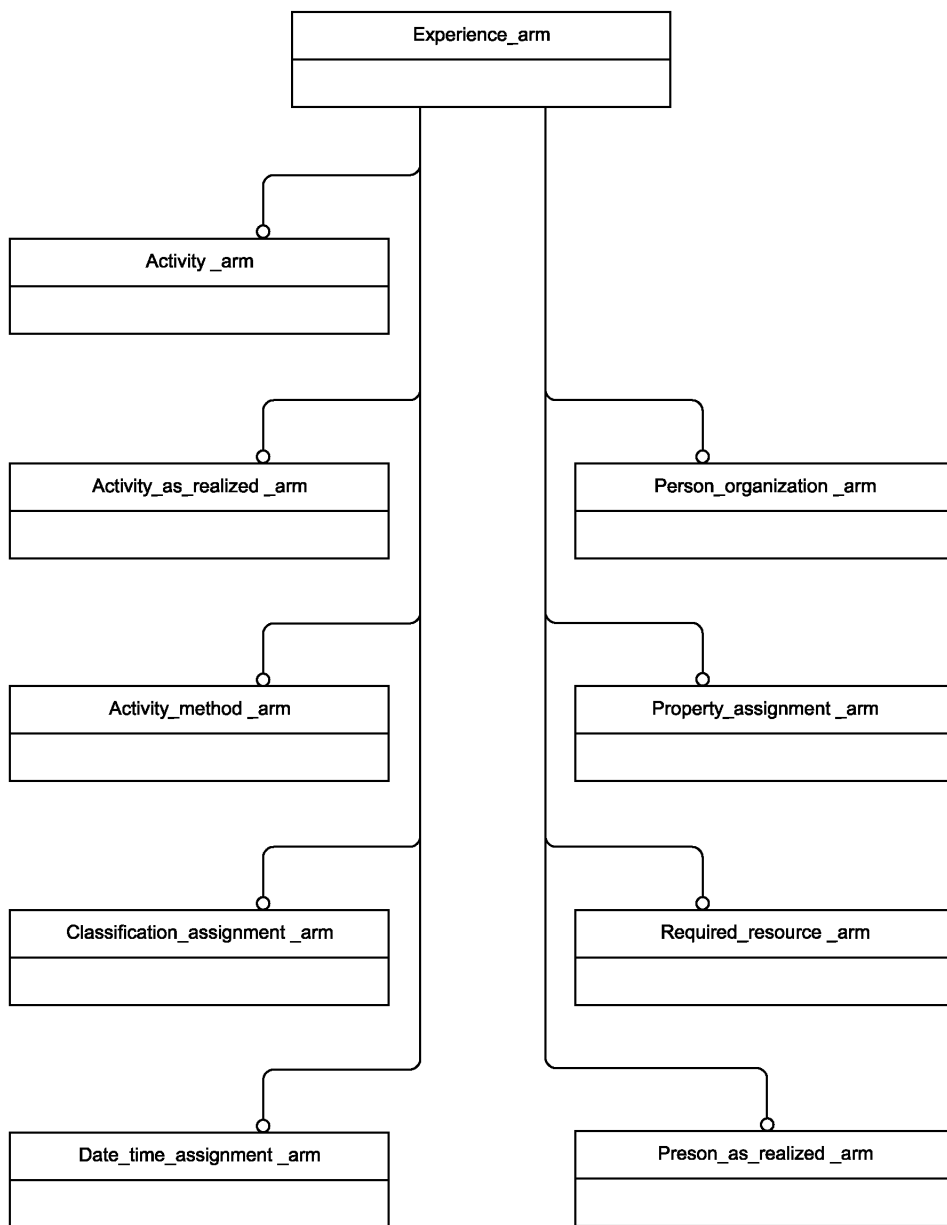 Experience_arm
Activity _arm
Activity_as_realized _arm
Person_organization _arm
Activity_method _arm
Property_assignment _arm
Classification_assignment _arm
Required_resource _arm
Date_time_assignment _arm
Preson_as_realized _arm